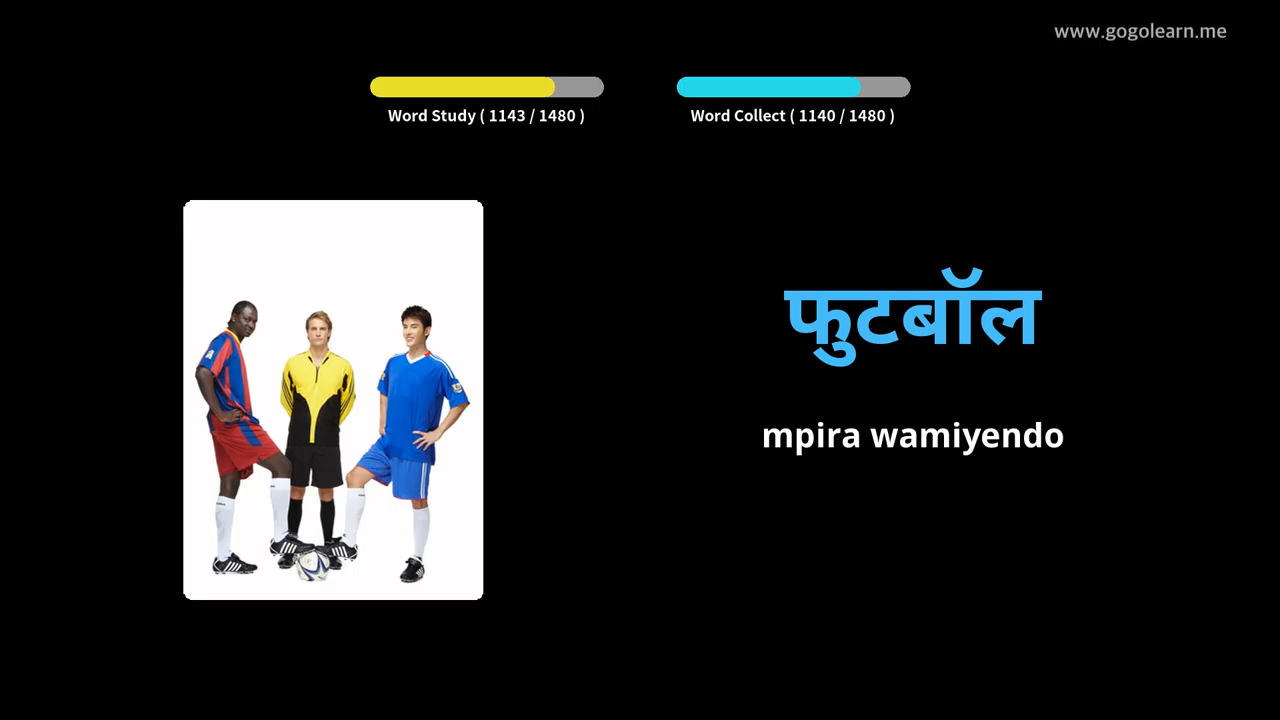 www.gogolearn.me
Word Study ( 1143 / 1480 )
Word Collect ( 1140 / 1480 )
फुटबॉल
mpira wamiyendo